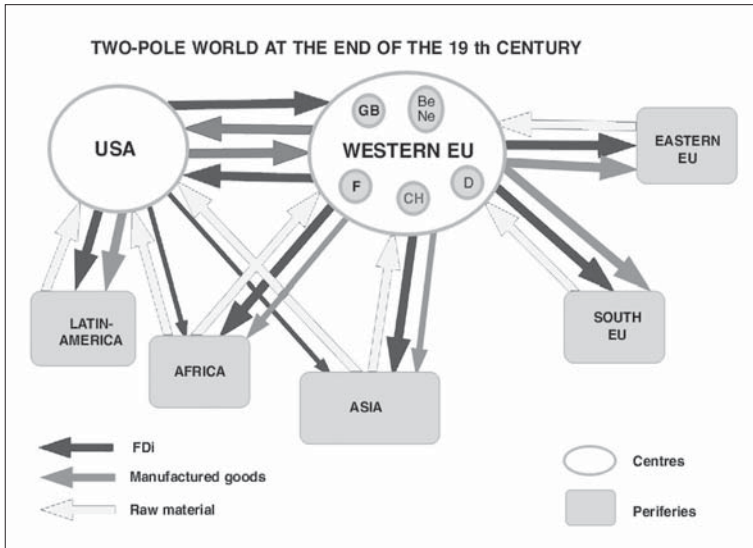 TWO-POLE WORLD AT THE END OF THE 19 th CENTURY
USA
GB
Be
Ne
WESTERN EU
F
CH
D
EASTERN
EU
LATIN-
AMERICA
AFRICA
ASIA
SOUTH
EU
FDi
Manufactured goods
Raw material
Centres
Periferies